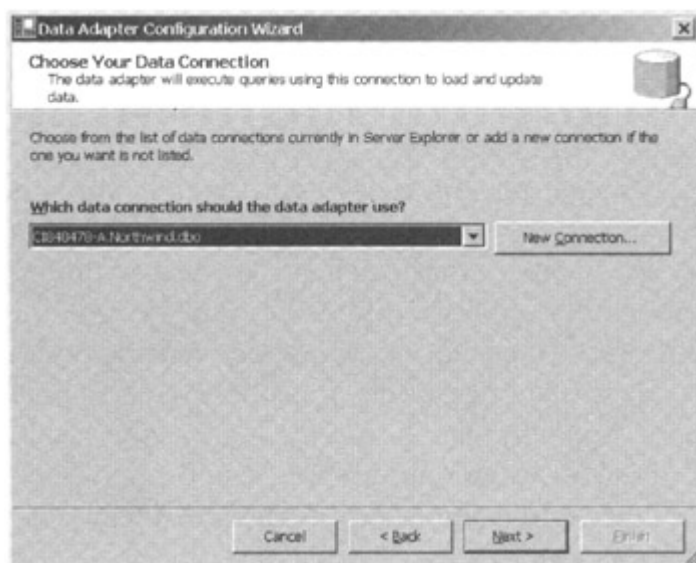 Data Adapter Configuration Wizard
Choose Your Data Connection
The data adapter will execute queries using this connection to load and update
data.
Choose from the list of data connections currently in Server Explorer or add a new connection if the
one you want is not listed.
Which data connection should the data adapter use?
New Connection...
Cancel
< Back
Next >
Finish